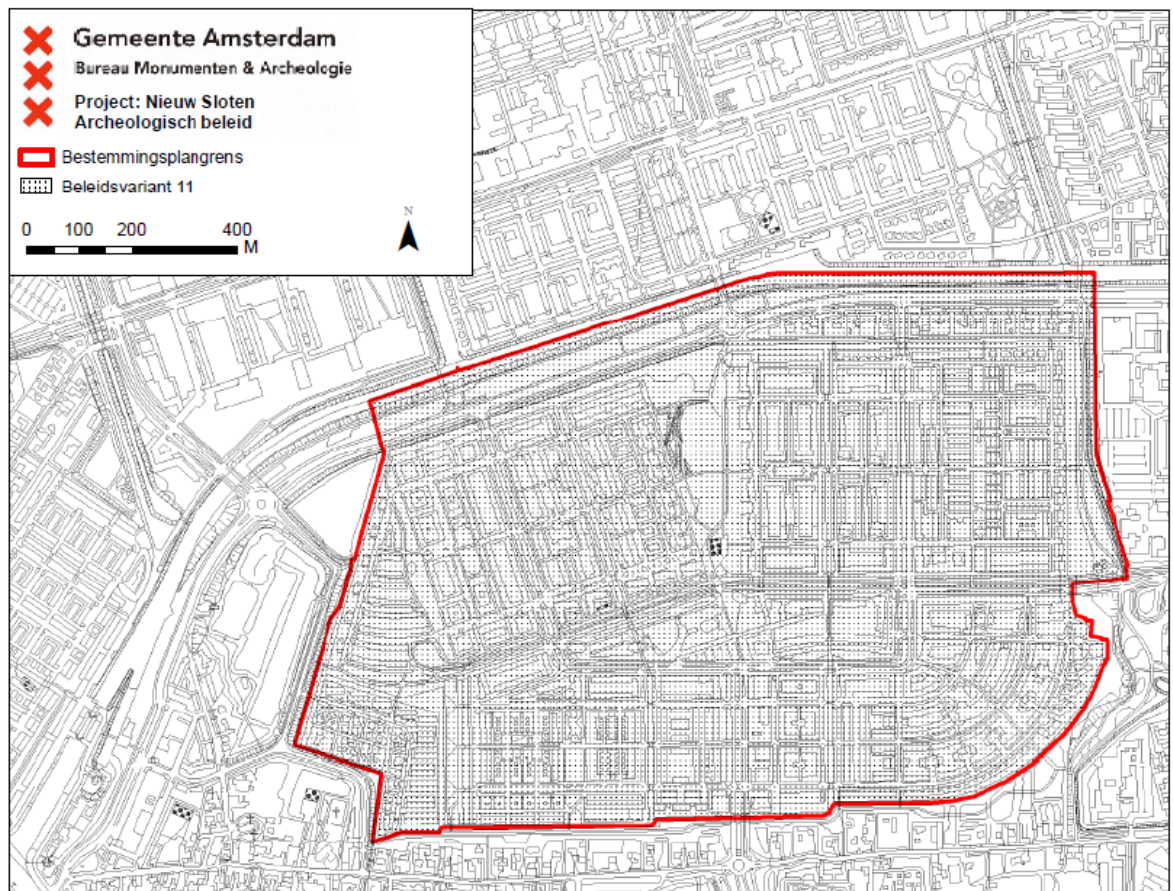 Gemeente Amsterdam
Bureau Monumenten & Archeologie
Project: Nieuw Sloten
Archeologisch beleid
Bestemmingsplangrens
Beleidsvariant 11
0 100 200 400
M
N